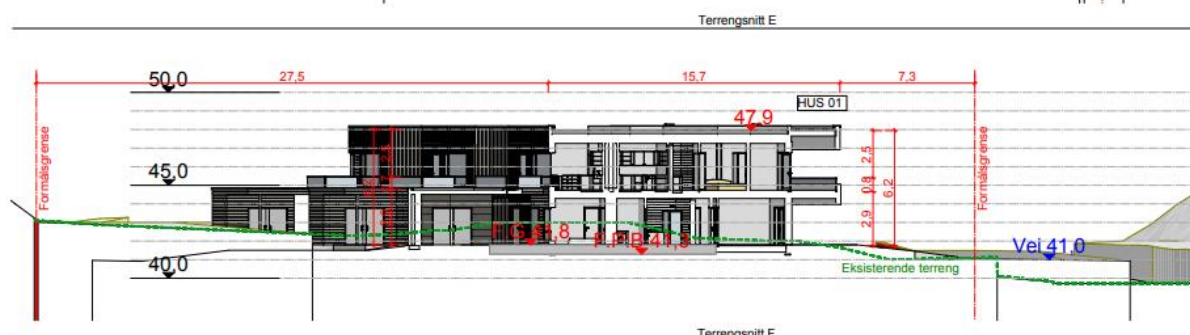 Terrengsnitt E
50,0
27,5
15,7
7,3
HUS 01
47,9
Formålsgrense
Formålsgrense
45,0
2,5
0,8
6,2
2,9
F.G 41,8
F.P.B 41,3
Vei 41,0
40,0
Eksisterende terreng